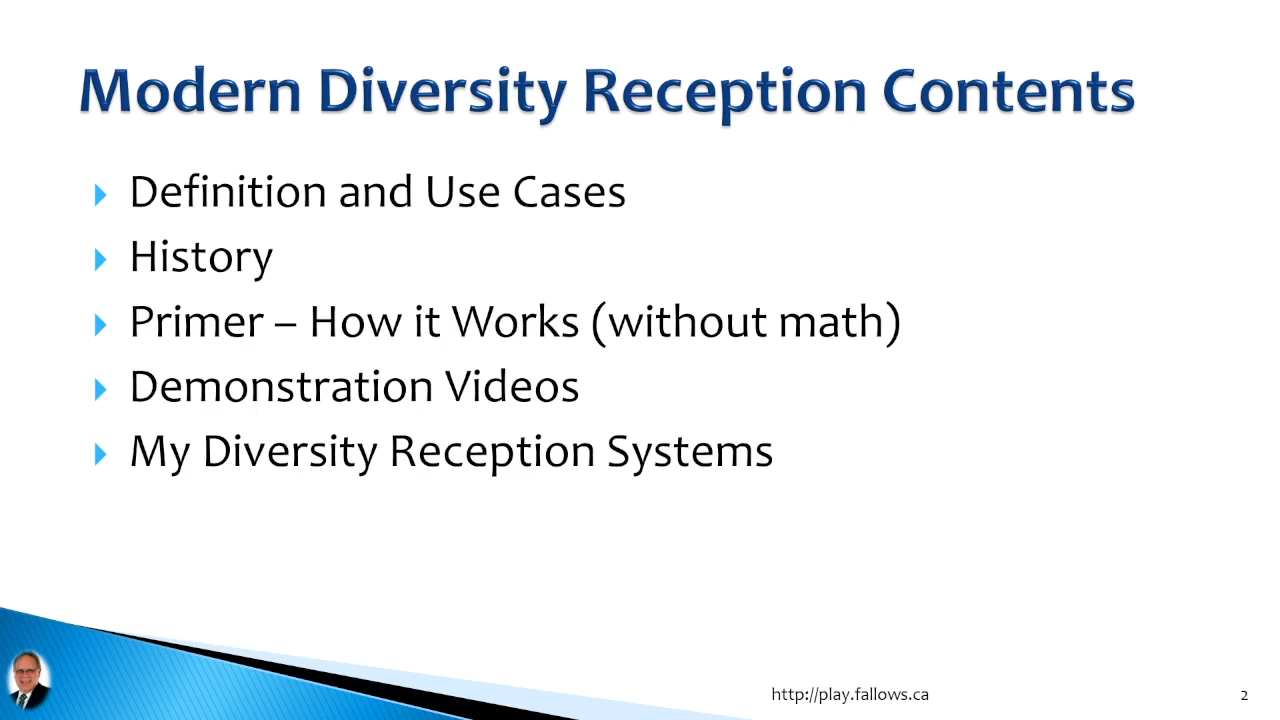 Modern Diversity Reception Contents
Definition and Use Cases
History
Primer – How it Works (without math)
Demonstration Videos
My Diversity Reception Systems
http://play.fallows.ca
2